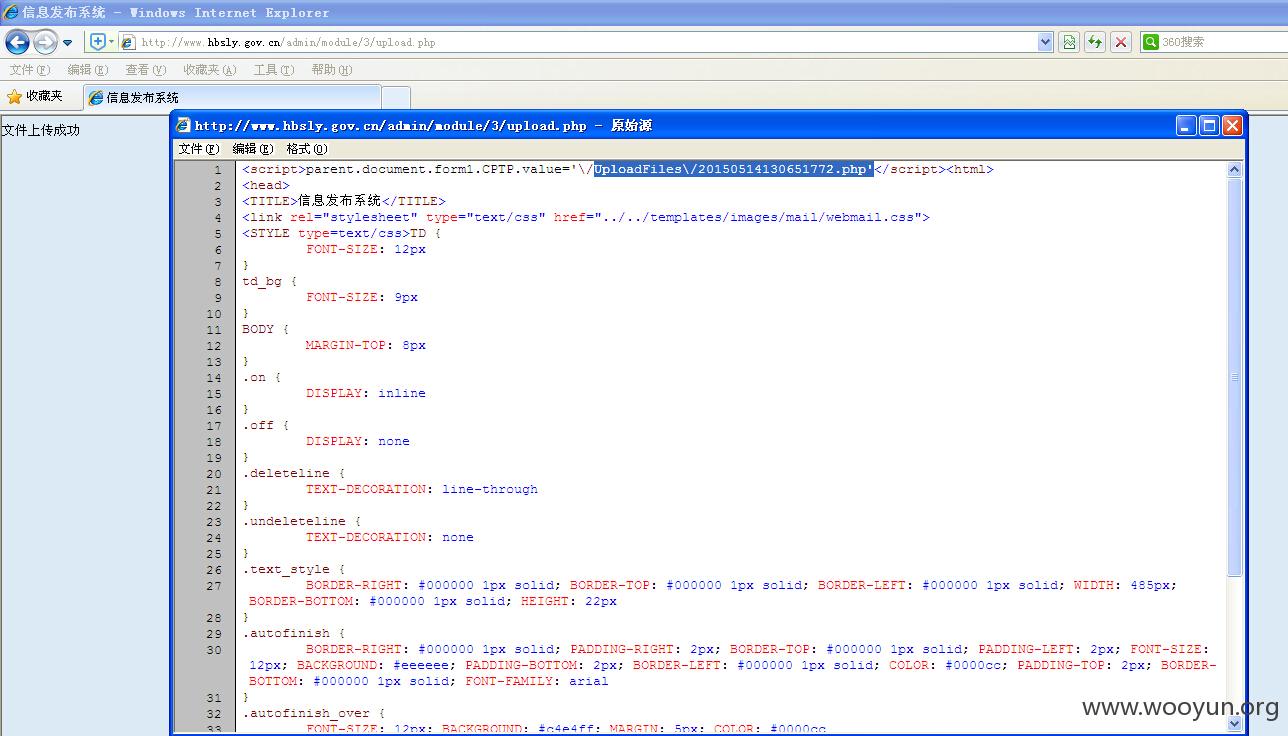 信息发布系统 - Windows Internet Explorer
http://www.hbsly.gov.cn/admin/module/3/upload.php
360搜索
文件(F) 编辑(E) 查看(V) 收藏夹(A) 工具(T) 帮助(H)
收藏夹 信息发布系统
文件上传成功
http://www.hbsly.gov.cn/admin/module/3/upload.php - 原始源
文件(F) 编辑(E) 格式(O)
1 <script>parent.document.form1.CPTP.value='\/UploadFiles\/20150514130651772.php'</script><html>
2 <head>
3 <TITLE>信息发布系统</TITLE>
4 <link rel="stylesheet" type="text/css" href="../../templates/images/mail/webmail.css">
5 <STYLE type=text/css>TD {
6 FONT-SIZE: 12px
7 }
8 td_bg {
9 FONT-SIZE: 9px
10 }
11 BODY {
12 MARGIN-TOP: 8px
13 }
14 .on {
15 DISPLAY: inline
16 }
17 .off {
18 DISPLAY: none
19 }
20 .deleteline {
21 TEXT-DECORATION: line-through
22 }
23 .undeleteline {
24 TEXT-DECORATION: none
25 }
26 .text_style {
27 BORDER-RIGHT: #000000 1px solid; BORDER-TOP: #000000 1px solid; BORDER-LEFT: #000000 1px solid; WIDTH: 485px;
BORDER-BOTTOM: #000000 1px solid; HEIGHT: 22px
28 }
29 .autofinish {
30 BORDER-RIGHT: #000000 1px solid; PADDING-RIGHT: 2px; BORDER-TOP: #000000 1px solid; PADDING-LEFT: 2px; FONT-SIZE:
12px; BACKGROUND: #eeeeee; PADDING-BOTTOM: 2px; BORDER-LEFT: #000000 1px solid; COLOR: #0000cc; PADDING-TOP: 2px; BORDER-
BOTTOM: #000000 1px solid; FONT-FAMILY: arial
31 }
32 .autofinish_over {
33 FONT-SIZE: 12px; BACKGROUND: #c4e4ff; MARGIN: 5px; COLOR: #0000cc
www.wooyun.org